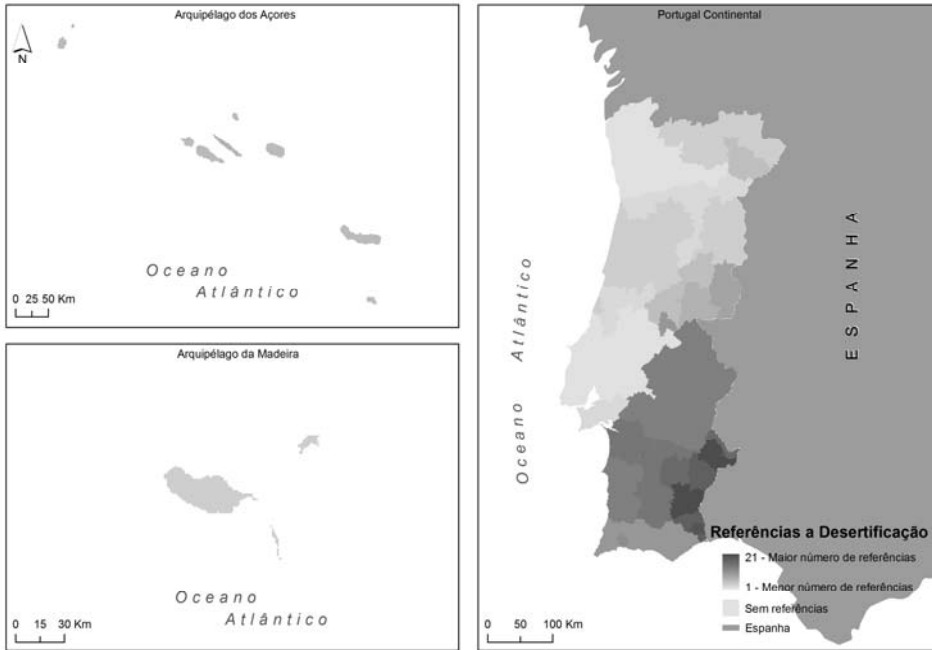 Arquipélago dos Açores
N
Oceano
Atlântico
0 25 50 Km
Arquipélago da Madeira
Oceano
Atlântico
0 15 30 Km
Portugal Continental
Oceano Atlântico
ESPANHA
Referências a Desertificação
21 - Maior número de referências
1 - Menor número de referências
Sem referências
Espanha
0 50 100 Km